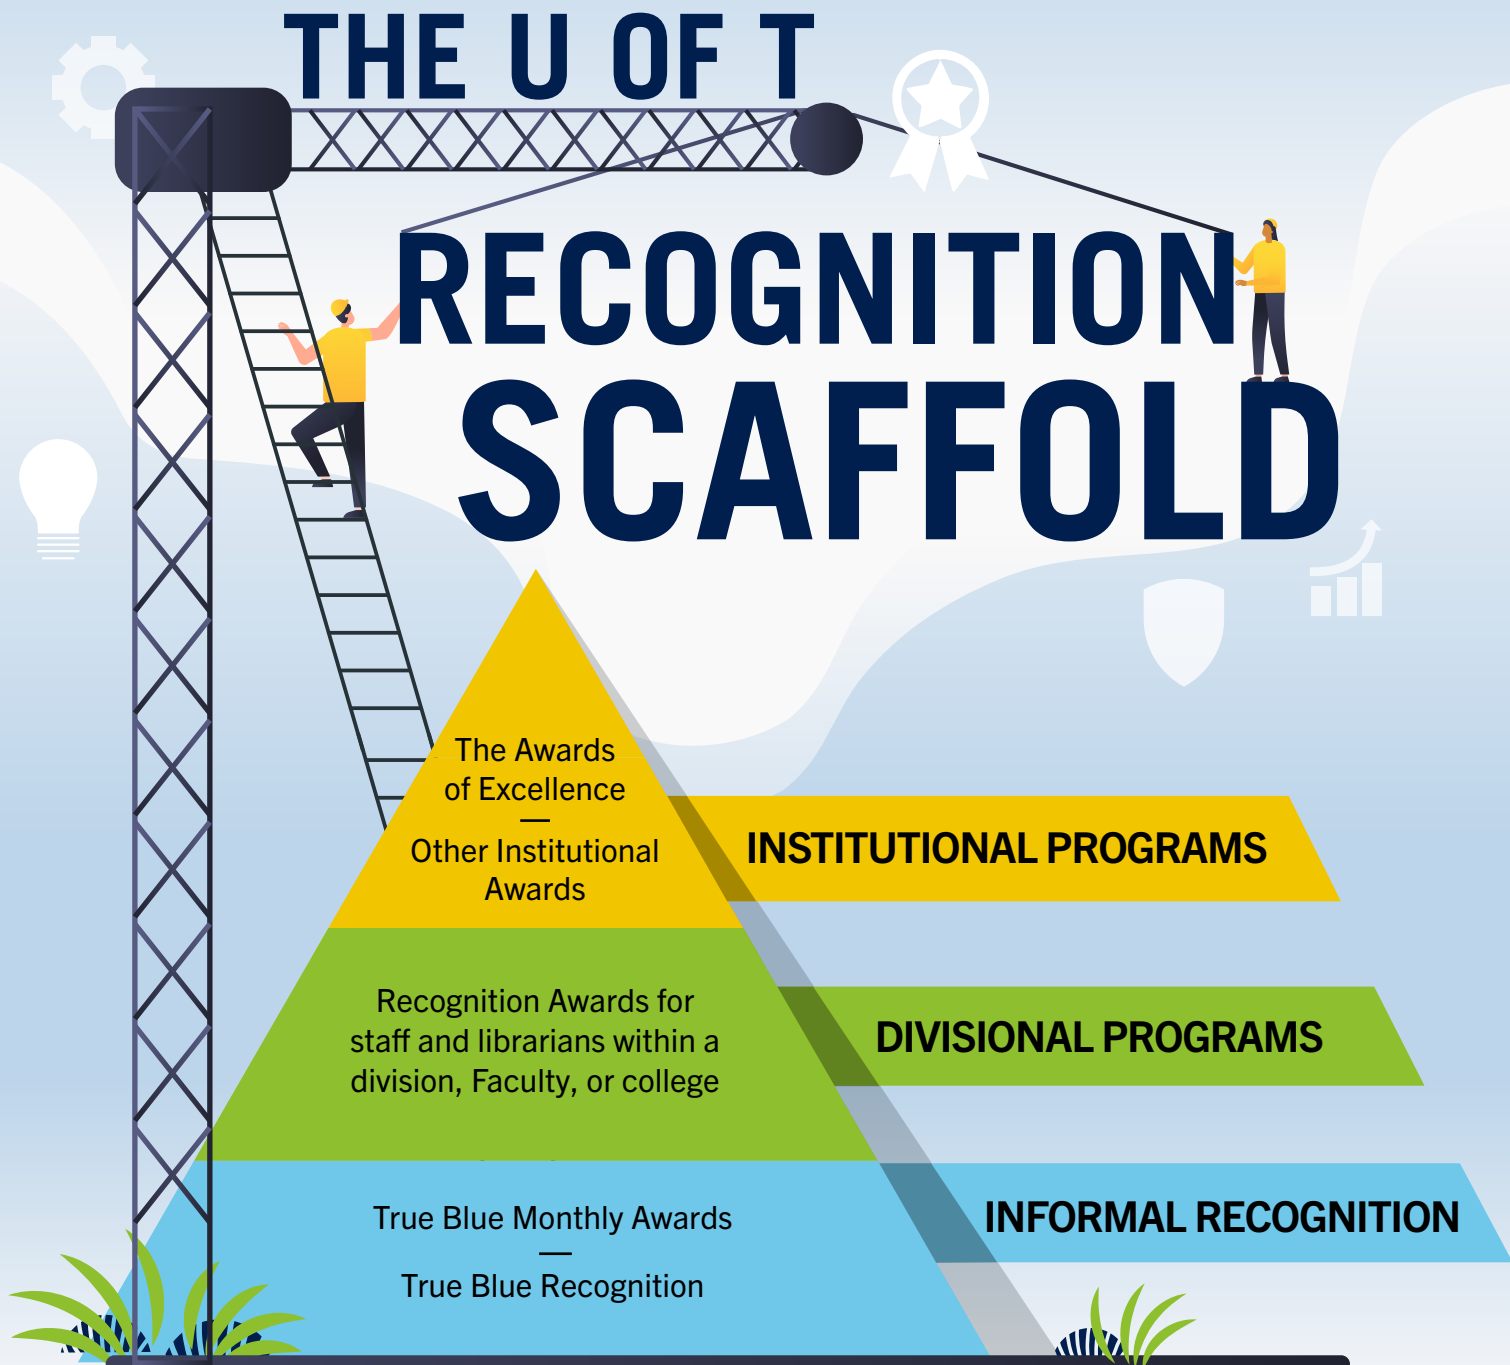 THE U OF T
RECOGNITION
SCAFFOLD
The Awards
of Excellence
—
Other Institutional
Awards
INSTITUTIONAL PROGRAMS
Recognition Awards for
staff and librarians within a
division, Faculty, or college
DIVISIONAL PROGRAMS
True Blue Monthly Awards
—
True Blue Recognition
INFORMAL RECOGNITION